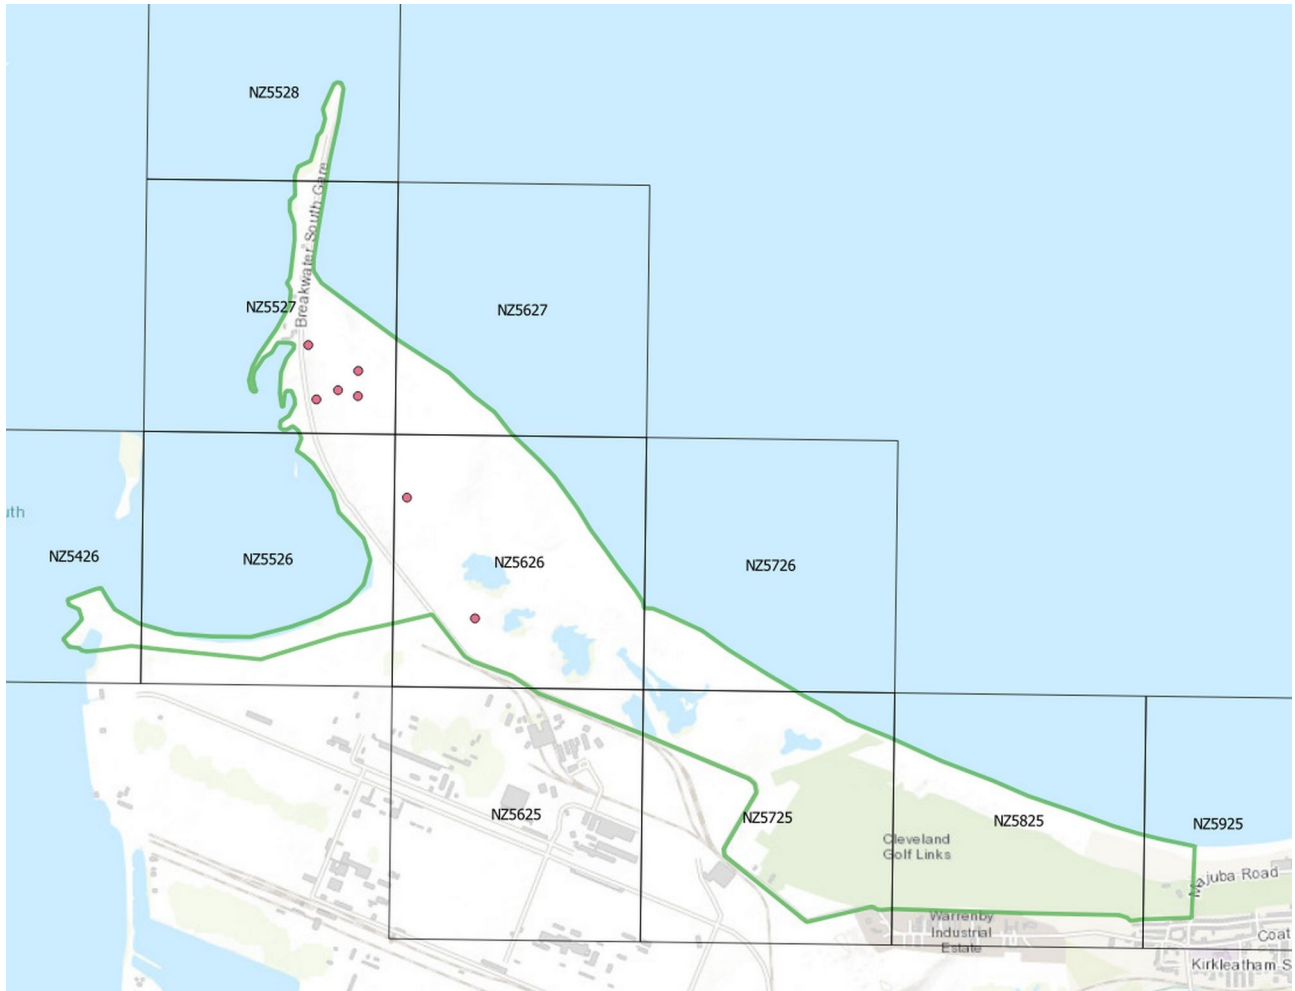 NZ5528
Breakwater South Gare
NZ5527
NZ5627
uth
NZ5426
NZ5526
NZ5626
NZ5726
NZ5625
NZ5725
NZ5825
NZ5925
Cleveland
Golf Links
Majuba Road
Warrenby
Industrial
Estate
Coat
Kirkleatham S